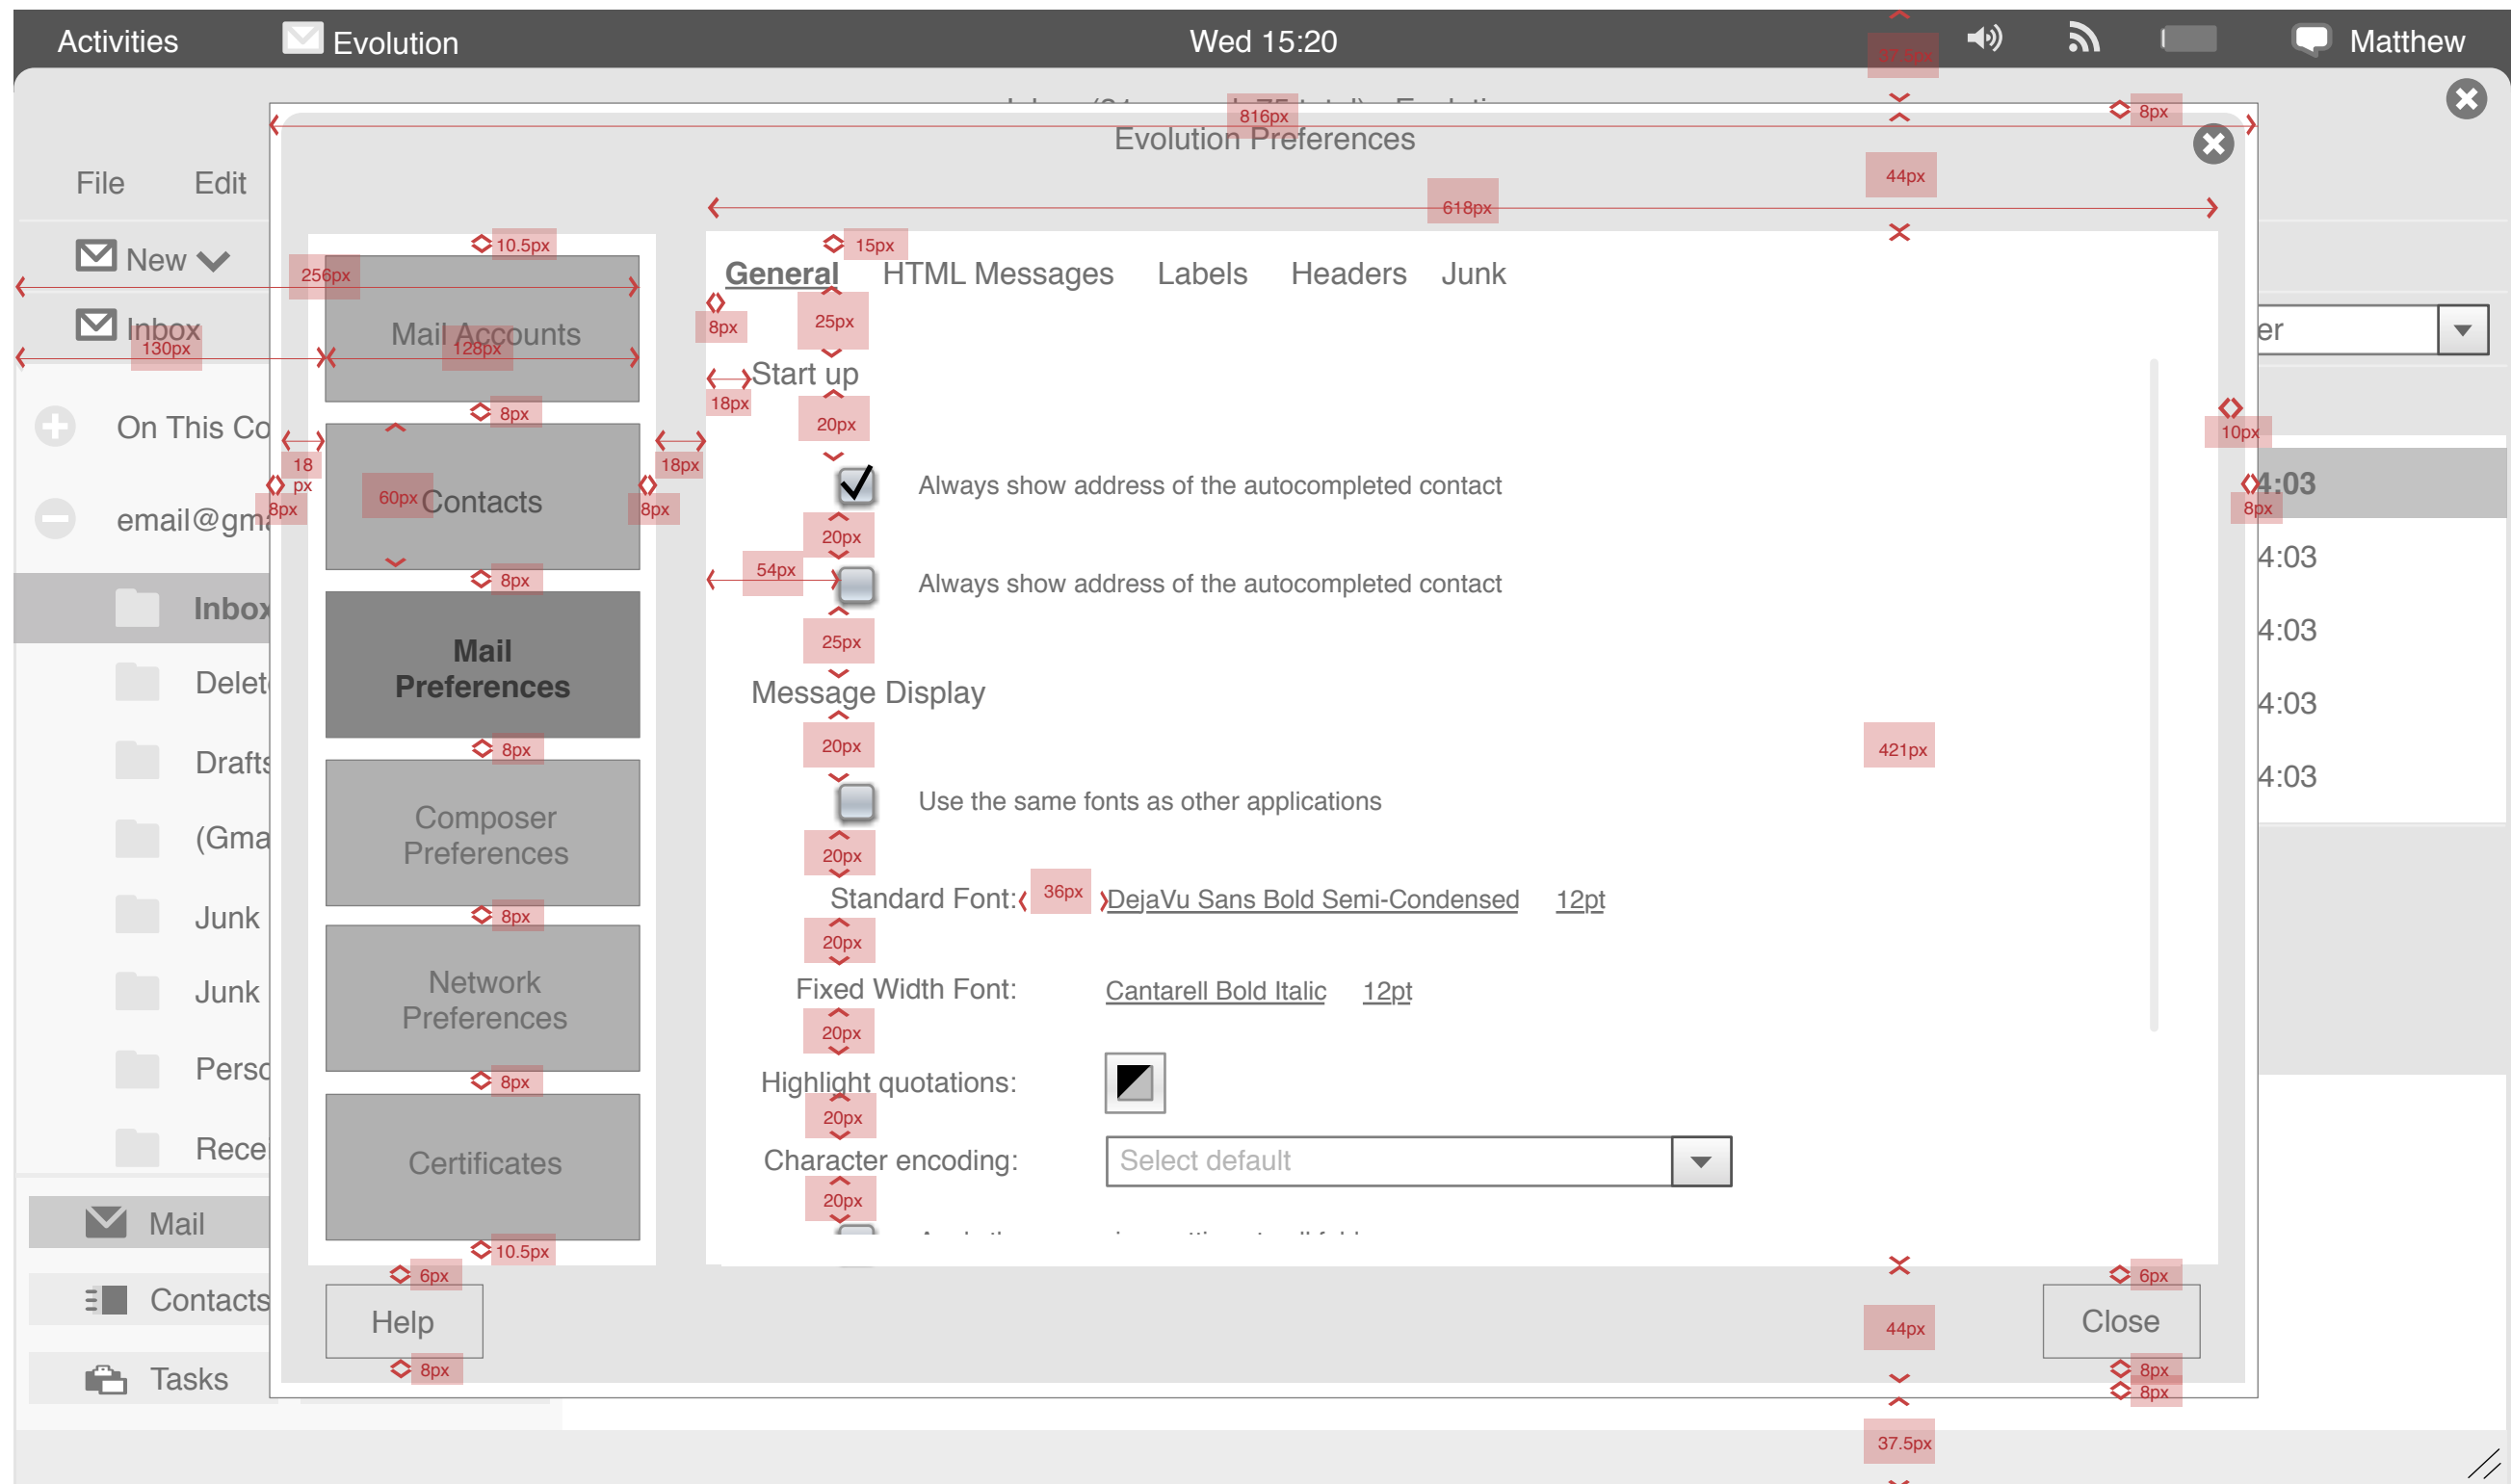 Activities
Evolution
Wed 15:20
37.5px
Matthew
816px
8px
Evolution Preferences
File
Edit
44px
618px
New
10.5px
15px
256px
General
HTML Messages
Labels
Headers
Junk
Inbox
130px
Mail Accounts
128px
8px
25px
er
Start up
18px
8px
20px
On This Co
10px
18
px
18px
8px
8px
60px
Contacts
Always show address of the autocompleted contact
4:03
8px
email@gma
20px
4:03
8px
54px
Always show address of the autocompleted contact
Inbox
25px
4:03
Mail
Preferences
Delet
Message Display
4:03
8px
20px
421px
Drafts
4:03
Composer
Preferences
Use the same fonts as other applications
(Gma
20px
Standard Font:
36px
DejaVu Sans Bold Semi-Condensed
12pt
Junk
8px
20px
Network
Preferences
Junk
Fixed Width Font:
Cantarell Bold Italic
12pt
20px
Perso
8px
Highlight quotations:
20px
Recei
Certificates
Character encoding:
Select default
20px
Mail
10.5px
6px
6px
Contacts
Help
44px
Close
Tasks
8px
8px
8px
37.5px